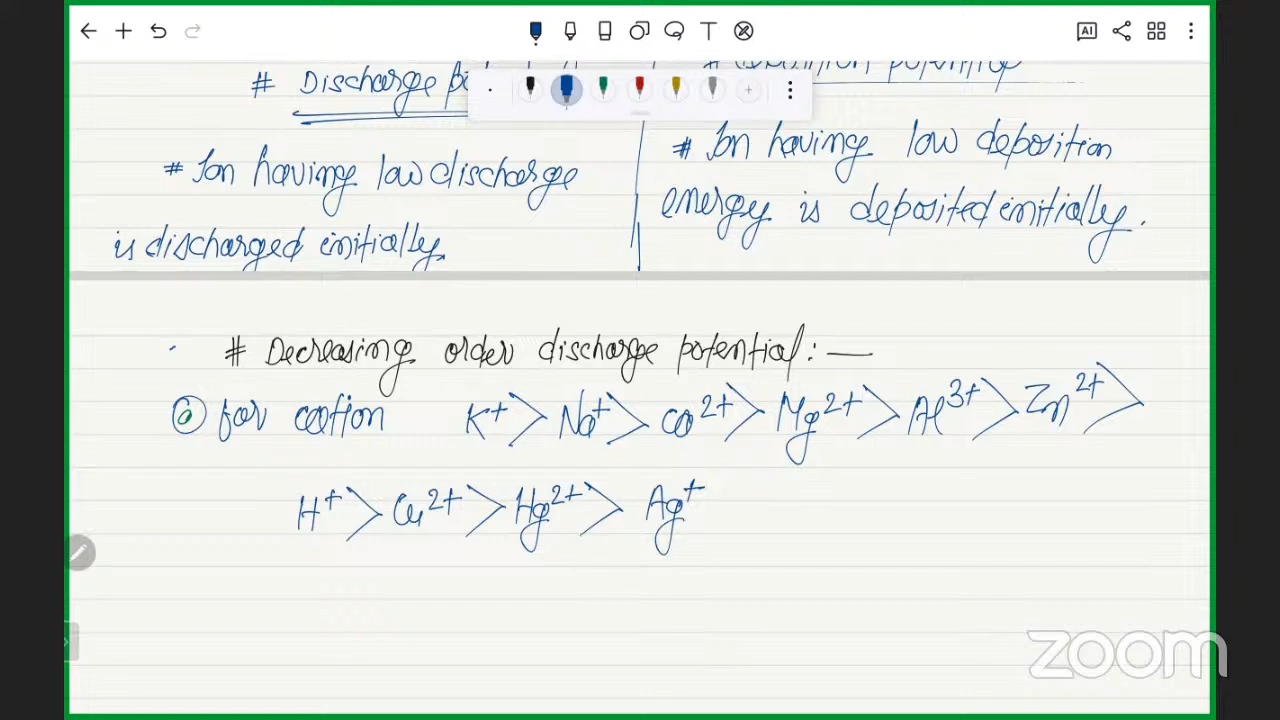 # Discharge
# Ion having low deposition
# Ion having low discharge
energy is deposited initially.
is discharged initially.
# Decreasing order discharge potential:—
(a) for cation K+ > Na+ > Ca2+ > Mg2+ > Al3+ > Zn2+ >
H+ > Cu2+ > Hg2+ > Ag+
AI
T
zoom